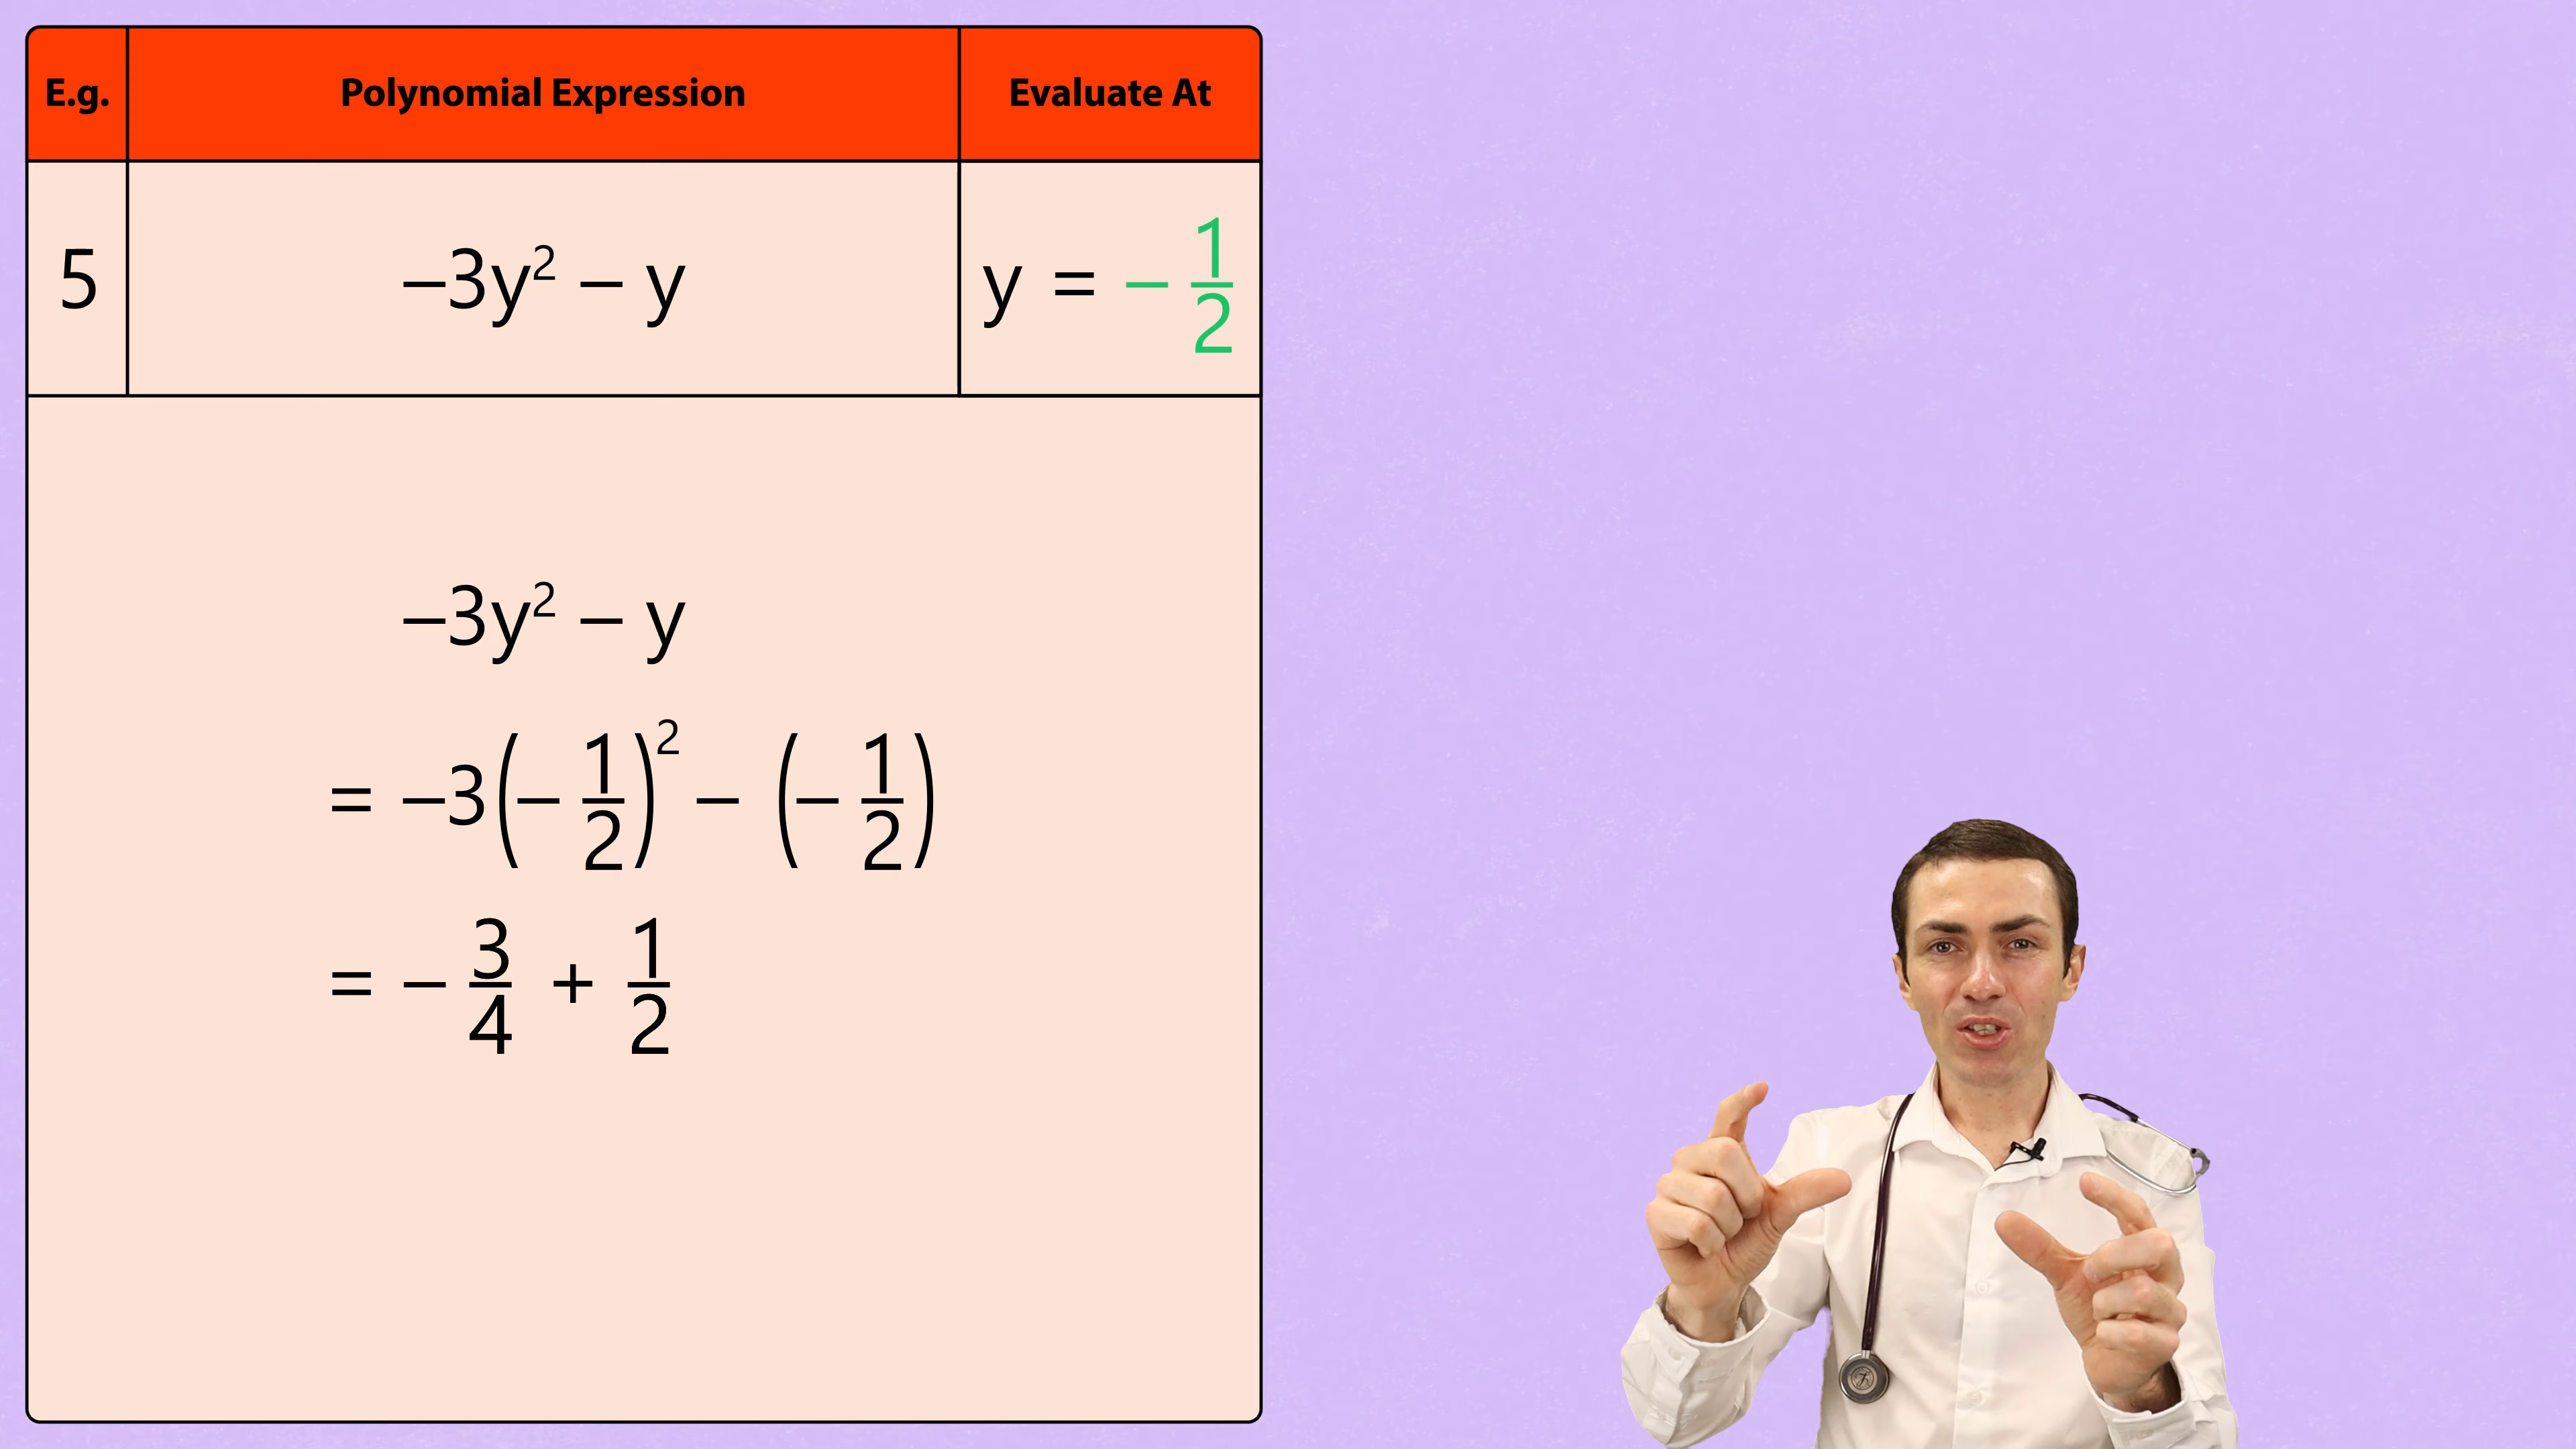 E.g. Polynomial Expression Evaluate At
5 −3y² − y y = − 1/2
−3y² − y
= −3(− 1/2)² − (− 1/2)
= − 3/4 + 1/2